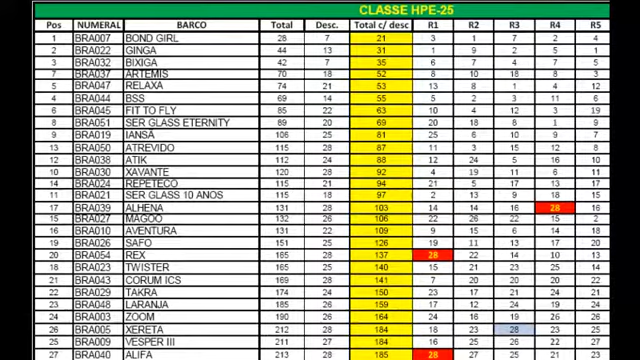 CLASSE HPE-25
Pos NUMERAL BARCO Total Desc. Total c/ desc R1 R2 R3 R4 R5
1 BRA007 BOND GIRL 28 7 21 3 1 7 2 4
2 BRA022 GINGA 44 13 31 1 9 2 5 1
3 BRA032 BIXIGA 42 7 35 6 7 4 7 5
4 BRA037 ARTEMIS 70 18 52 8 10 18 8 3
5 BRA047 RELAXA 74 21 53 13 8 1 4 12
4 BRA044 BSS 69 14 55 5 2 3 11 6
6 BRA045 FIT TO FLY 85 22 63 10 4 12 3 19
8 BRA051 SER GLASS ETERNITY 89 20 69 20 18 8 1 9
9 BRA019 IANSÃ 106 25 81 25 6 10 9 7
13 BRA050 ATREVIDO 115 28 87 11 3 15 12 8
12 BRA038 ATIK 112 24 88 12 24 5 16 10
10 BRA030 XAVANTE 120 28 92 4 19 11 6 11
14 BRA024 REPETECO 115 21 94 21 5 17 13 17
11 BRA021 SER GLASS 10 ANOS 115 18 97 2 13 9 18 15
17 BRA039 ALHENA 131 28 103 14 14 16 28 16
15 BRA027 MAGOO 132 26 106 22 26 22 15 2
16 BRA010 AVENTURA 131 22 109 9 15 6 14 18
19 BRA026 SAFO 151 25 126 19 11 13 17 20
20 BRA054 REX 165 28 137 28 22 14 10 13
18 BRA023 TWISTER 165 25 140 15 21 23 25 14
21 BRA043 CORUM ICS 169 28 141 7 20 20 20 22
22 BRA029 TAKRA 174 24 150 23 17 21 24 21
23 BRA048 LARANJA 185 26 159 17 12 24 19 26
24 BRA003 ZOOM 190 26 164 24 16 19 26 24
26 BRA005 XERETA 212 28 184 18 23 28 23 25
25 BRA009 VESPER III 212 28 184 16 25 26 22 27
27 BRA040 ALIFA 213 28 185 28 27 25 21 23